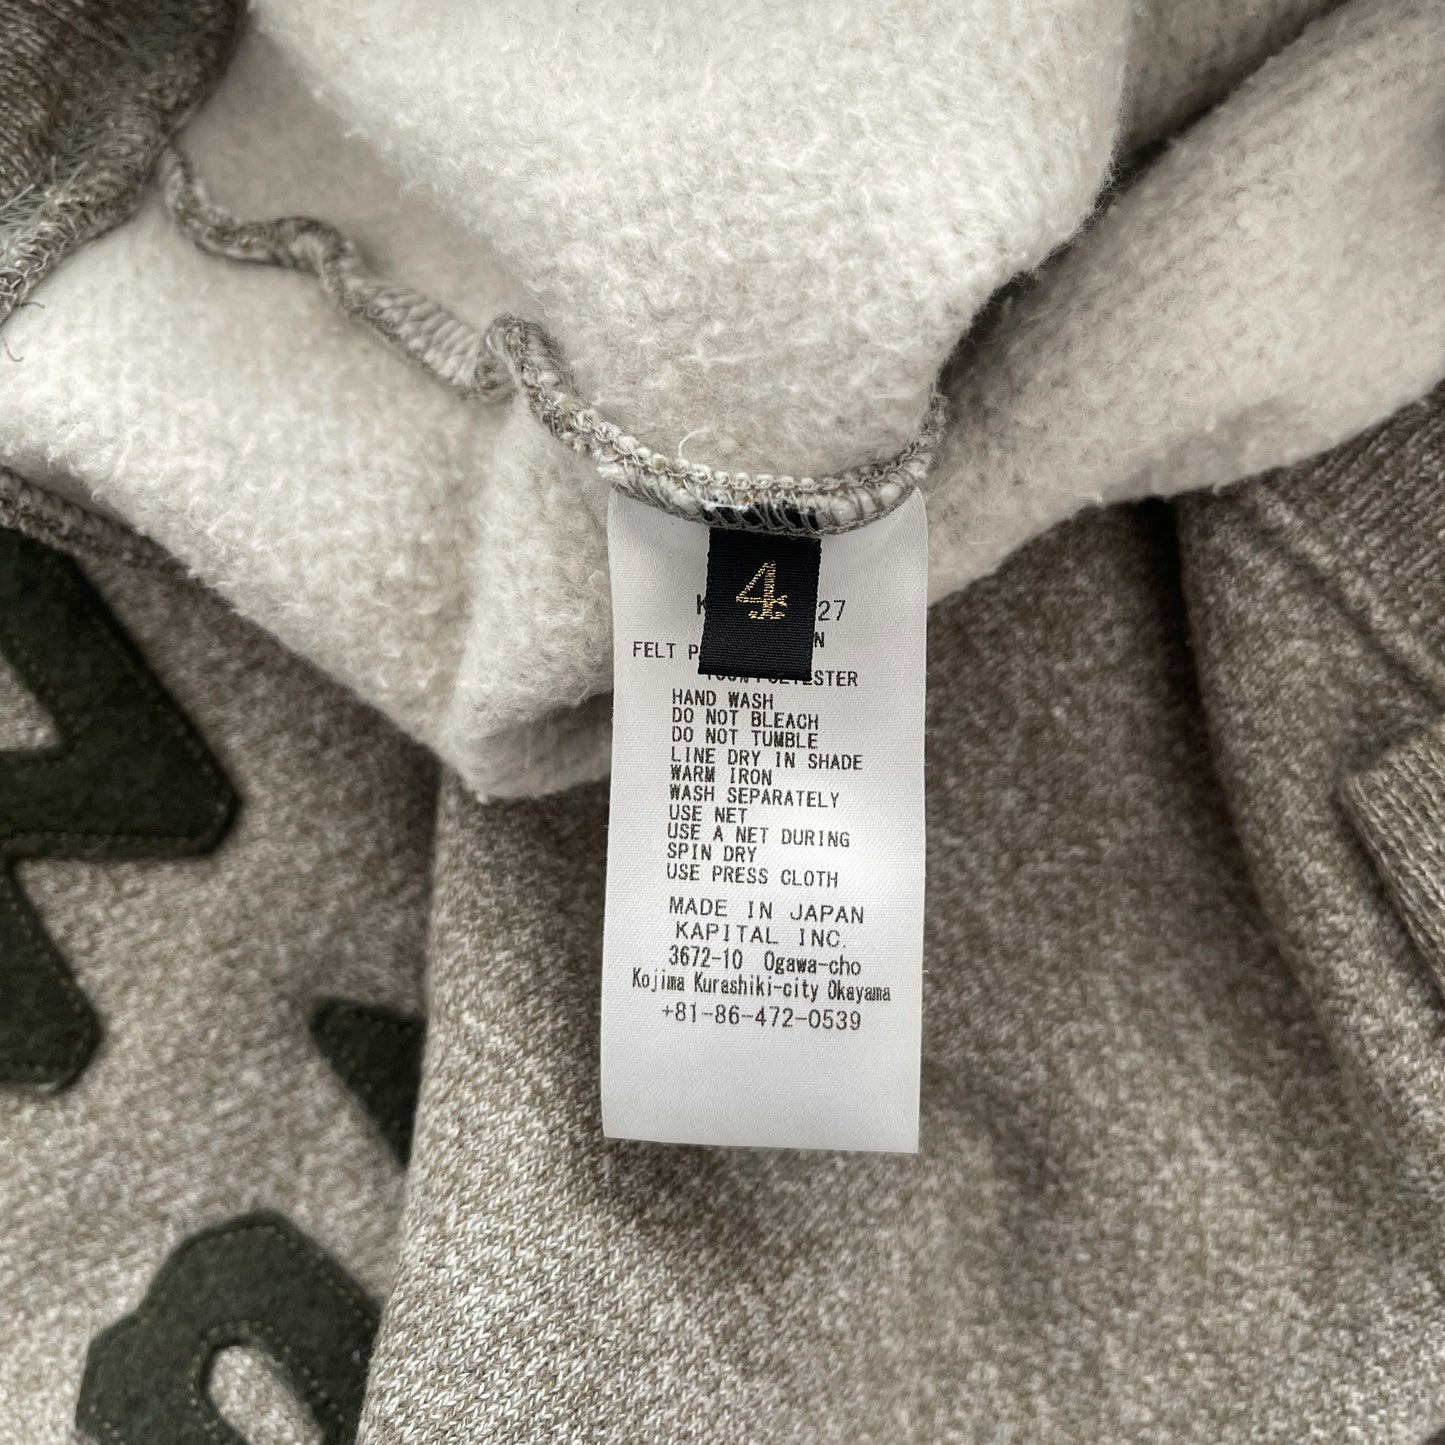 4
27
FELT
HAND WASH
DO NOT BLEACH
DO NOT TUMBLE
LINE DRY IN SHADE
WARM IRON
WASH SEPARATELY
USE NET
USE A NET DURING
SPIN DRY
USE PRESS CLOTH
MADE IN JAPAN
KAPITAL INC.
3672-10 Ogawa-cho
Kojima Kurashiki-city Okayama
+81-86-472-0539